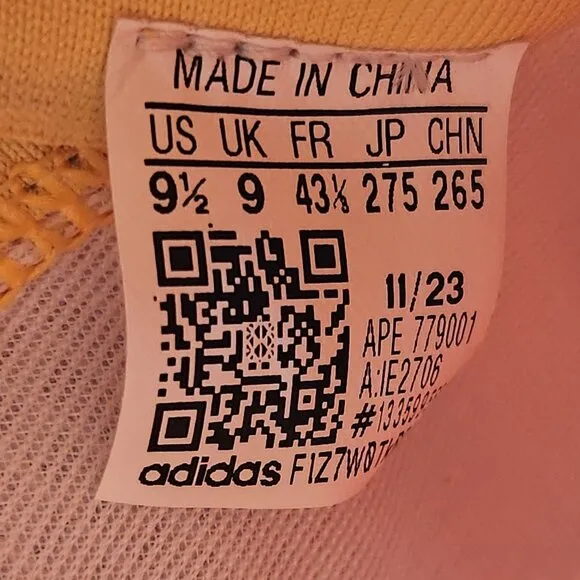 MADE IN CHINA
US UK FR JP CHN
9½ 9 43⅓ 275 265
11/23
APE 779001
A:IE2706
adidas